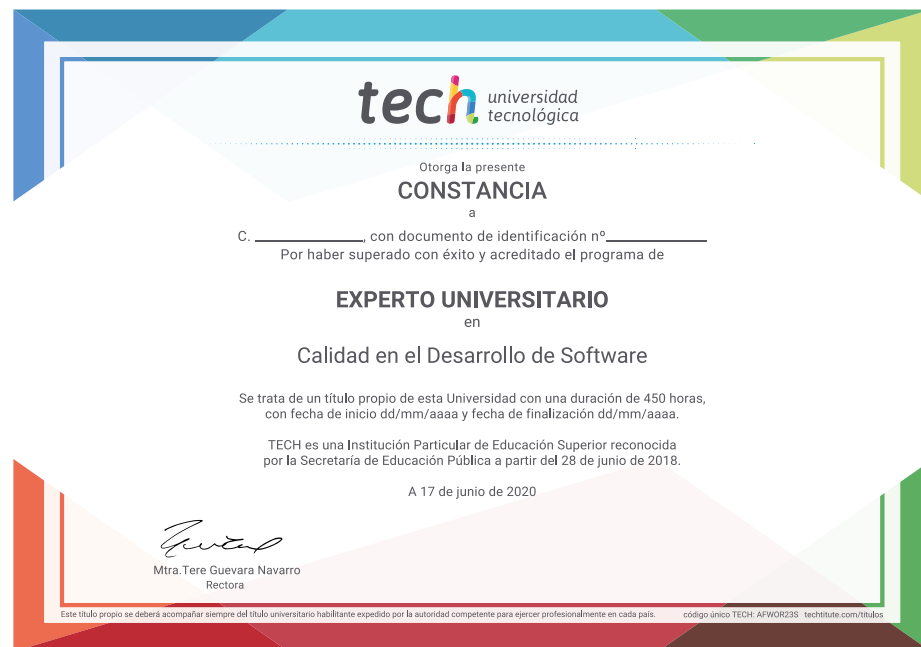 tech universidad
tecnológica
Otorga la presente
CONSTANCIA
a
C. ____________, con documento de identificación nº____________
Por haber superado con éxito y acreditado el programa de
EXPERTO UNIVERSITARIO
en
Calidad en el Desarrollo de Software
Se trata de un título propio de esta Universidad con una duración de 450 horas,
con fecha de inicio dd/mm/aaaa y fecha de finalización dd/mm/aaaa.
TECH es una Institución Particular de Educación Superior reconocida
por la Secretaría de Educación Pública a partir del 28 de junio de 2018.
A 17 de junio de 2020
Mtra.Tere Guevara Navarro
Rectora
Este título propio se deberá acompañar siempre del título universitario habilitante expedido por la autoridad competente para ejercer profesionalmente en cada país. código único TECH: AFWOR23S techtitute.com/titulos